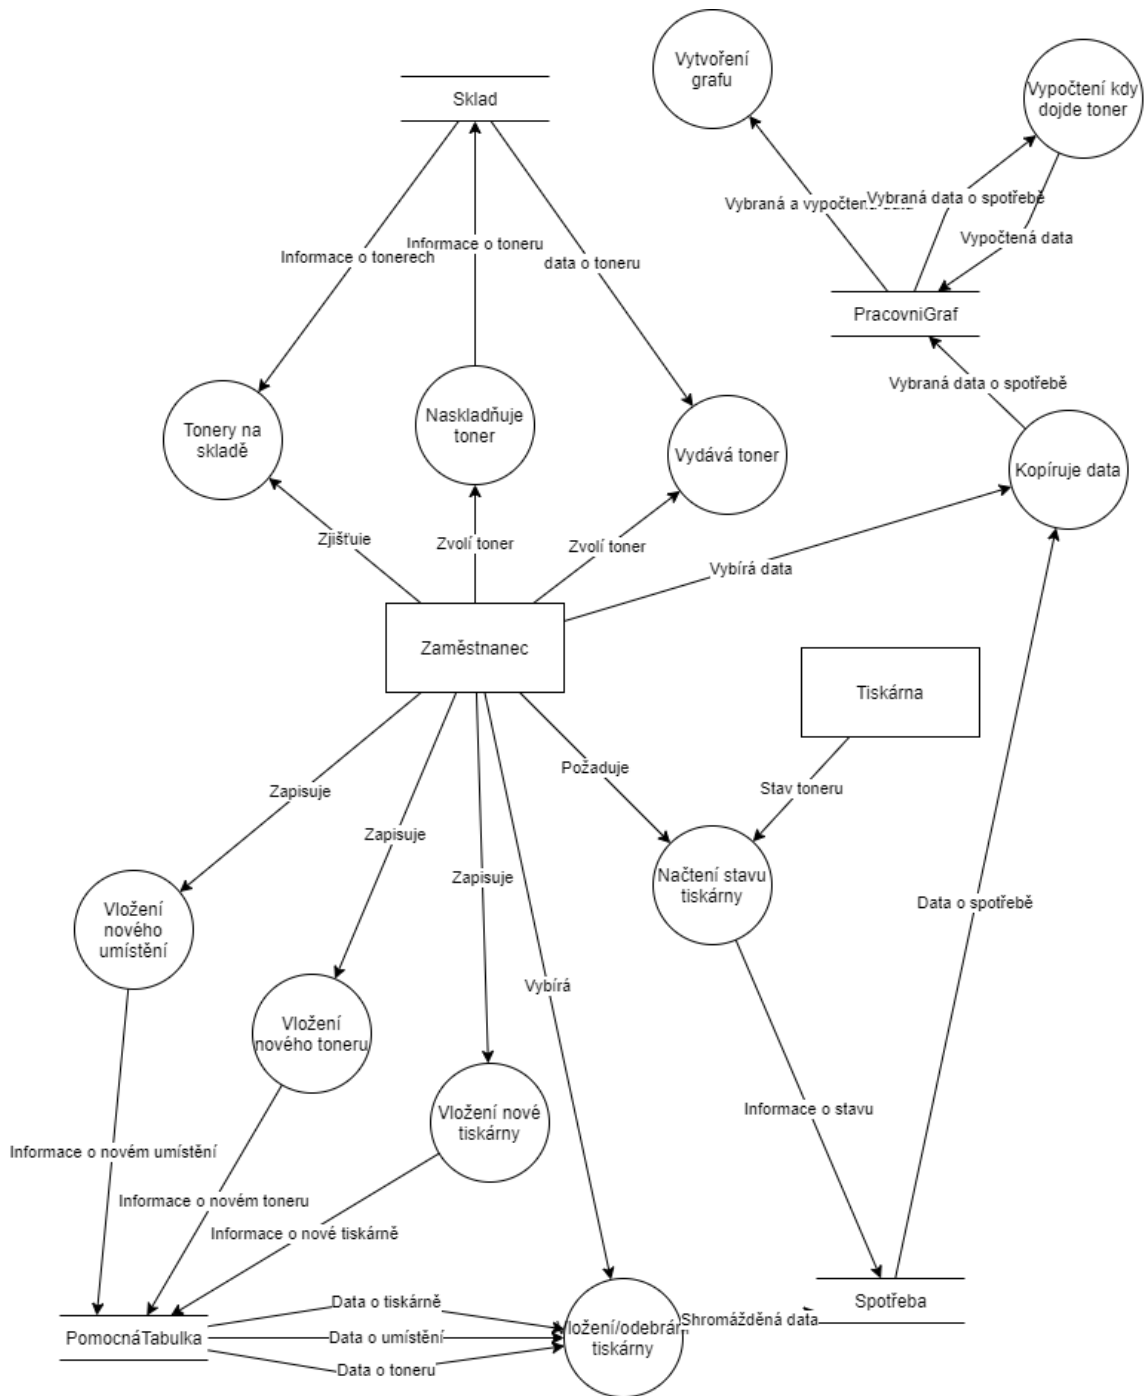 Vytvoření
grafu
Vypočtení kdy
dojde toner
Sklad
Vybraná a vypočtená data
Vybraná data o spotřebě
Vypočtená data
Informace o tonerech
Informace o toneru
data o toneru
PracovniGraf
Vybraná data o spotřebě
Tonery na
skladě
Naskladňuje
toner
Vydává toner
Kopíruje data
Zjišťuie
Zvolí toner
Zvolí toner
Vybírá data
Zaměstnanec
Tiskárna
Požaduje
Stav toneru
Zapisuje
Zapisuje
Zapisuje
Načtení stavu
tiskárny
Data o spotřebě
Vložení
nového
umístění
Vybírá
Vložení
nového toneru
Vložení nové
tiskárny
Informace o stavu
Informace o novém umístění
Informace o novém toneru
Informace o nové tiskárně
Data o tiskárně
Spotřeba
Shromážděná data
PomocnáTabulka
Data o umístění
Vložení/odebrání
tiskárny
Data o toneru